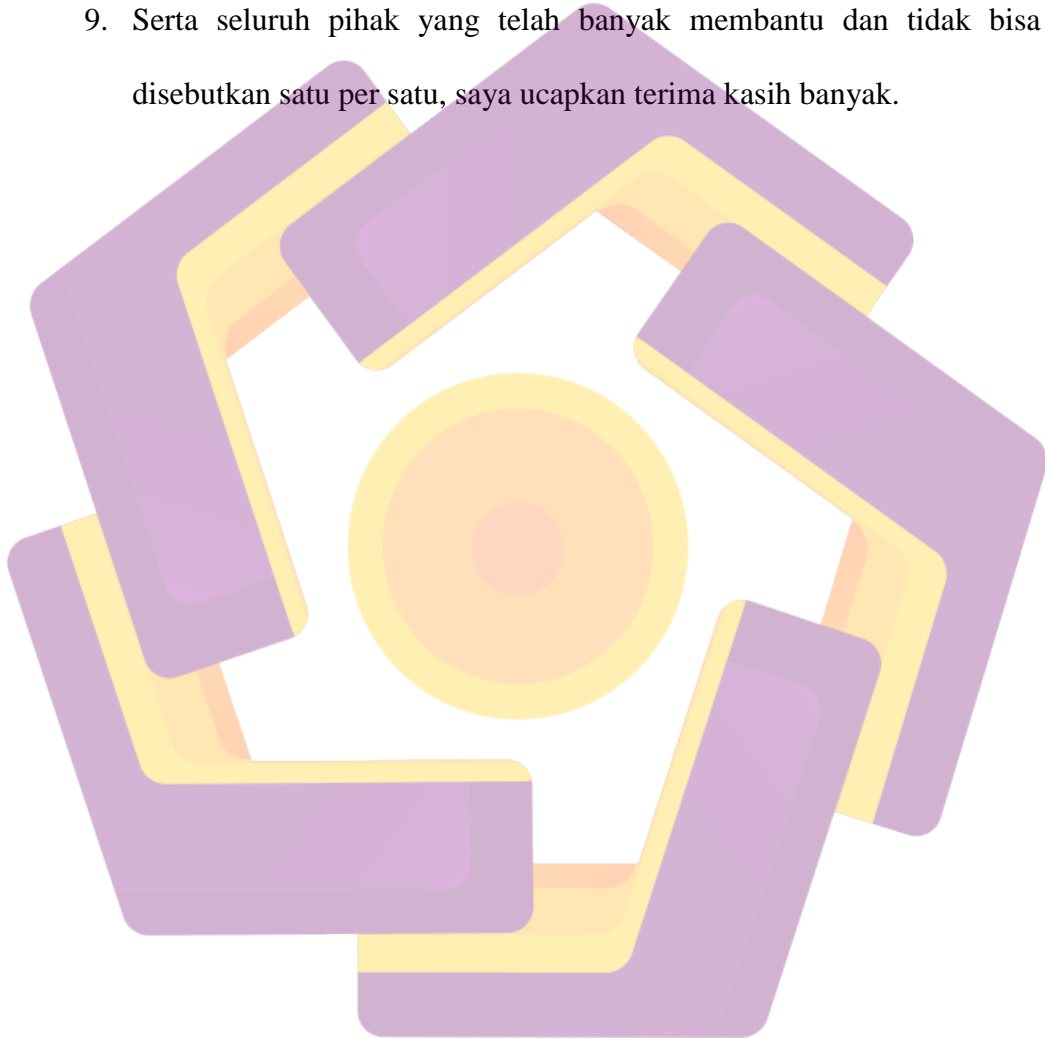 9. Serta seluruh pihak yang telah banyak membantu dan tidak bisa
disebutkan satu per satu, saya ucapkan terima kasih banyak.